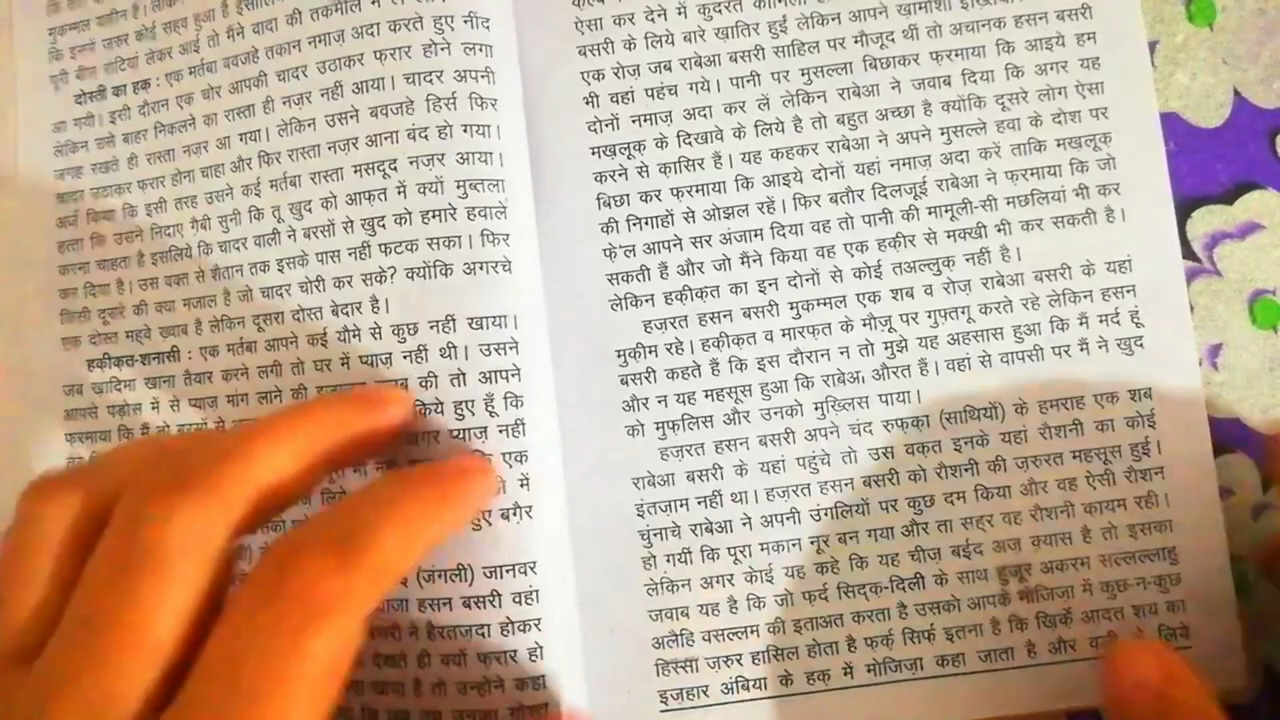 मुकम्मल यकीन है। लेकिन
कि इसमें ज़रुर कोई सहव हुआ है इसलिये
पूरी बीस रोटियां लेकर आई तो मैंने वादा की तकमील में
दोस्ती का हक़ : एक मर्तबा बवजहे तकान नमाज़ अदा करते हुए नींद
आ गयी। इसी दौरान एक चोर आपकी चादर उठाकर फ़रार होने लगा
लेकिन उसे बाहर निकलने का रास्ता ही नज़र नहीं आया। चादर अपनी
जगह रखते ही रास्ता नज़र आ गया। लेकिन उसने बवजहे हिर्स फिर
चादर उठाकर फ़रार होना चाहा और फिर रास्ता नज़र आना बंद हो गया।
अर्ज़ किया कि इसी तरह उसने कई मर्तबा रास्ता मसदूद नज़र आया।
हत्ता कि उसने निदाए ग़ैबी सुनी कि तू खुद को आफ़त में क्यों मुब्तला
करना चाहता है इसलिये कि चादर वाली ने बरसों से खुद को हमारे हवाले
कर दिया है। उस वक्त से शैतान तक इसके पास नहीं फटक सका। फिर
किसी दूसरे की क्या मजाल है जो चादर चोरी कर सके? क्योंकि अगरचे
एक दोस्त महवे ख़्वाब है लेकिन दूसरा दोस्त बेदार है।
हकीक़त-शनासी : एक मर्तबा आपने कई यौमे से कुछ नहीं खाया।
जब खादिमा खाना तैयार करने लगी तो घर में प्याज़ नहीं थी। उसने
आपसे पड़ोस में से प्याज़ मांग लाने की की तो आपने
फ़रमाया कि मैं तो बरसों से किये हुए हूँ कि
अगर प्याज़ नहीं
कि एक
में
हुए बग़ैर
(जंगली) जानवर
ख़्वाजा हसन बसरी वहां
बसरी ने हैरतज़दा होकर
देखते ही क्यों फ़रार हो
खाया है तो उन्होंने कहा
ऐसा कर देने में कुदरत
बसरी के लिये बारे ख़ातिर हुई लेकिन आपने ख़ामोशी
एक रोज़ जब राबेआ बसरी साहिल पर मौजूद थीं तो अचानक हसन बसरी
भी वहां पहुंच गये। पानी पर मुसल्ला बिछाकर फ़रमाया कि आइये हम
दोनों नमाज़ अदा कर लें लेकिन राबेआ ने जवाब दिया कि अगर यह
मख़लूक़ के दिखावे के लिये है तो बहुत अच्छा है क्योंकि दूसरे लोग ऐसा
करने से क़ासिर हैं। यह कहकर राबेआ ने अपने मुसल्ले हवा के दोश पर
बिछा कर फ़रमाया कि आइये दोनों यहां नमाज़ अदा करें ताकि मखलूक़
की निगाहों से ओझल रहें। फिर बतौर दिलजूई राबेआ ने फ़रमाया कि जो
फ़े'ल आपने सर अंजाम दिया वह तो पानी की मामूली-सी मछलियां भी कर
सकती हैं और जो मैंने किया वह एक हक़ीर से मक्खी भी कर सकती है।
लेकिन हक़ीक़त का इन दोनों से कोई तअल्लुक़ नहीं है।
हज़रत हसन बसरी मुकम्मल एक शब व रोज़ राबेआ बसरी के यहां
मुक़ीम रहे। हक़ीक़त व मारफ़त के मौज़ू पर गुफ़्तगू करते रहे लेकिन हसन
बसरी कहते हैं कि इस दौरान न तो मुझे यह अहसास हुआ कि मैं मर्द हूं
और न यह महसूस हुआ कि राबेआ, औरत हैं। वहां से वापसी पर मैं ने ख़ुद
को मुफ़लिस और उनको मुख़्लिस पाया।
हज़रत हसन बसरी अपने चंद रुफ़क़ा (साथियों) के हमराह एक शब
राबेआ बसरी के यहां पहुंचे तो उस वक़्त इनके यहां रौशनी का कोई
इंतज़ाम नहीं था। हज़रत हसन बसरी को रौशनी की ज़रुरत महसूस हुई।
चुंनाचे राबेआ ने अपनी उंगलियों पर कुछ दम किया और वह ऐसी रौशन
हो गयीं कि पूरा मकान नूर बन गया और ता सह्र वह रौशनी कायम रही।
लेकिन अगर कोई यह कहे कि यह चीज़ बईद अज़ क़्यास है तो इसका
जवाब यह है कि जो फ़र्द सिद्क़-दिली के साथ हुज़ूर अकरम सल्लल्लाहु
अलैहि वसल्लम की इताअत करता है उसको आपके मोजिज़ा में कुछ-न-कुछ
हिस्सा ज़रुर हासिल होता है फ़र्क़ सिर्फ़ इतना है कि खिर्क़े आदत शय का
इज़हार अंबिया के हक़ में मोजिज़ा कहा जाता है और लिये